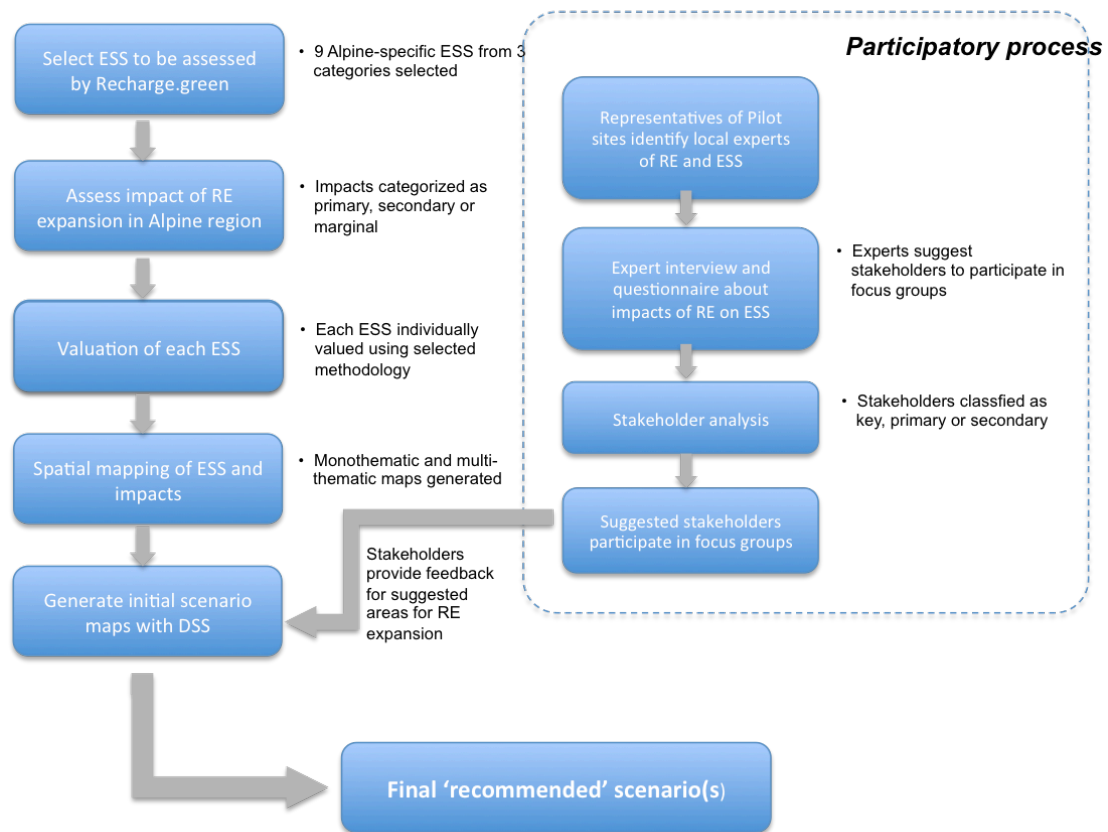 Select ESS to be assessed
by Recharge.green
• 9 Alpine-specific ESS from 3
categories selected
Assess impact of RE
expansion in Alpine region
• Impacts categorized as
primary, secondary or
marginal
Valuation of each ESS
• Each ESS individually
valued using selected
methodology
Spatial mapping of ESS and
impacts
• Monothematic and multi-
thematic maps generated
Generate initial scenario
maps with DSS
Stakeholders
provide feedback
for suggested
areas for RE
expansion
Participatory process
Representatives of Pilot
sites identify local experts
of RE and ESS
Expert interview and
questionnaire about
impacts of RE on ESS
• Experts suggest
stakeholders to participate in
focus groups
Stakeholder analysis
• Stakeholders classfied as
key, primary or secondary
Suggested stakeholders
participate in focus groups
Final ‘recommended’ scenario(s)